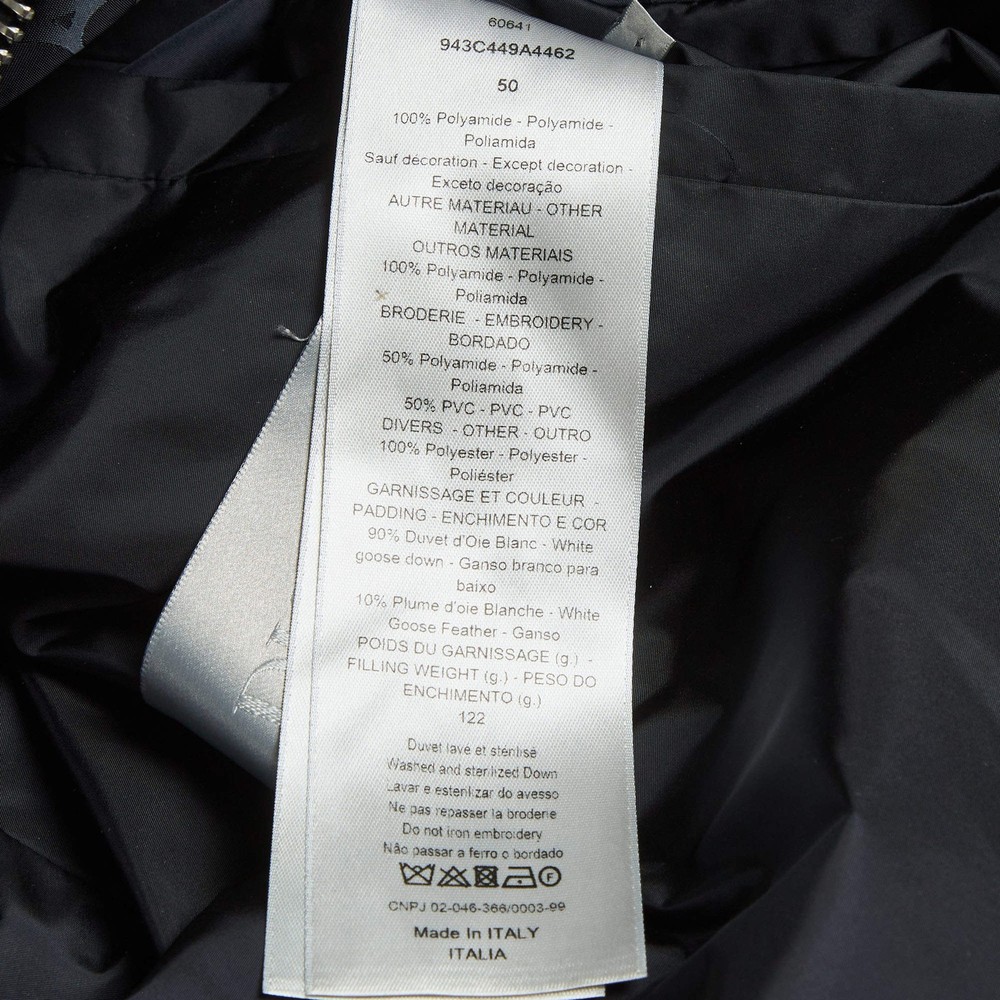 60641
943C449A4462
50
100% Polyamide - Polyamide -
Poliamida
Sauf décoration - Except decoration -
Exceto decoração
AUTRE MATERIAU - OTHER
MATERIAL
OUTROS MATERIAIS
100% Polyamide - Polyamide -
Poliamida
BRODERIE - EMBROIDERY -
BORDADO
50% Polyamide - Polyamide -
Poliamida
50% PVC - PVC - PVC
DIVERS - OTHER - OUTRO
100% Polyester - Polyester -
Poliéster
GARNISSAGE ET COULEUR -
PADDING - ENCHIMENTO E COR
90% Duvet d'Oie Blanc - White
goose down - Ganso branco para
baixo
10% Plume d'oie Blanche - White
Goose Feather - Ganso
POIDS DU GARNISSAGE (g.) -
FILLING WEIGHT (g.) - PESO DO
ENCHIMENTO (g.)
122
Duvet lave et stérilisé
Washed and sterilized Down
Lavar e esterilizar do avesso
Ne pas repasser la broderie
Do not iron embroidery
Não passar a ferro o bordado
F
CNPJ 02-046-366/0003-99
Made In ITALY
ITALIA